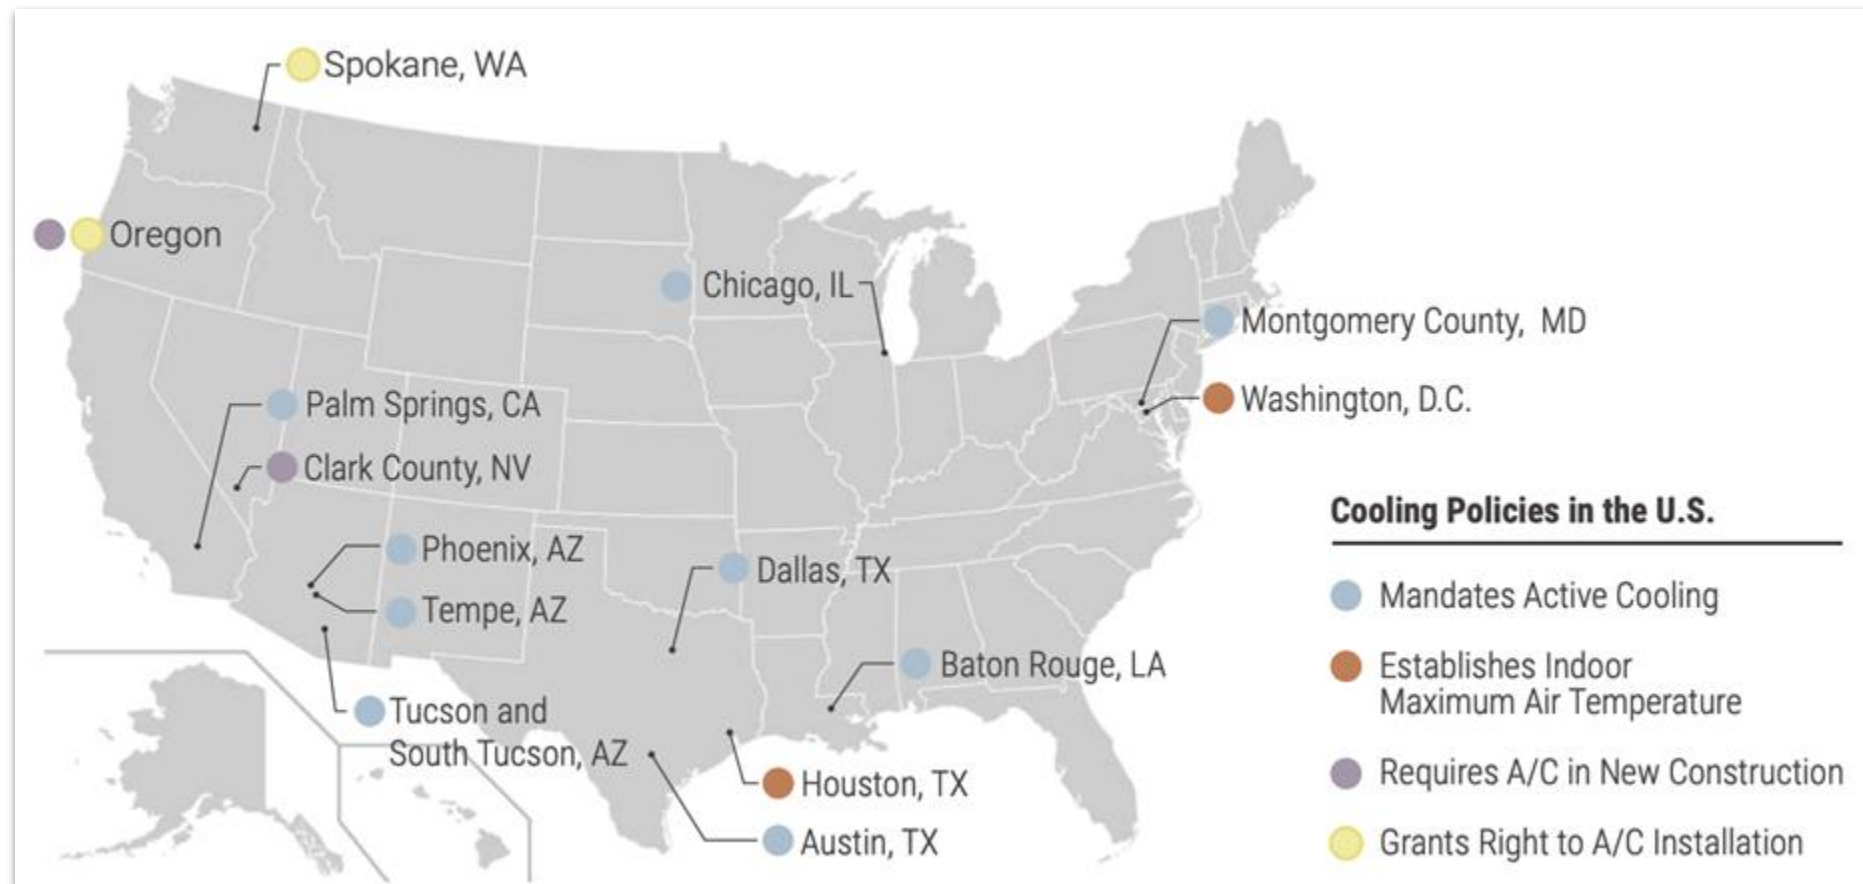 Spokane, WA
Oregon
Chicago, IL
Montgomery County, MD
Palm Springs, CA
Washington, D.C.
Clark County, NV
Phoenix, AZ
Dallas, TX
Tempe, AZ
Baton Rouge, LA
Tucson and
South Tucson, AZ
Houston, TX
Austin, TX
Cooling Policies in the U.S.
Mandates Active Cooling
Establishes Indoor
Maximum Air Temperature
Requires A/C in New Construction
Grants Right to A/C Installation